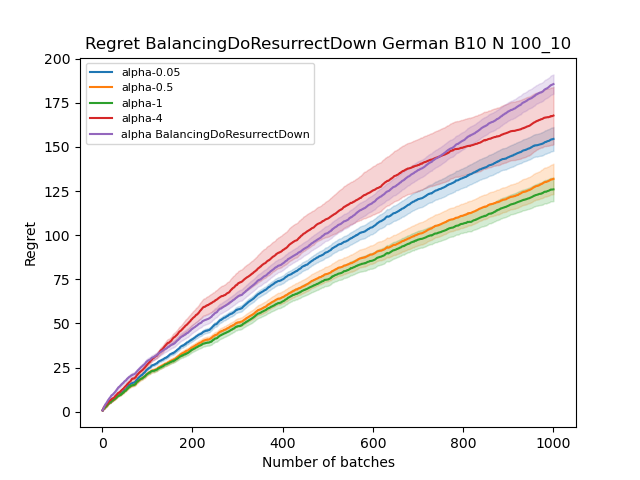 Regret BalancingDoResurrectDown German B10 N 100_10
200
175
150
125
100
75
50
25
0
Regret
alpha-0.05
alpha-0.5
alpha-1
alpha-4
alpha BalancingDoResurrectDown
0 200 400 600 800 1000
Number of batches